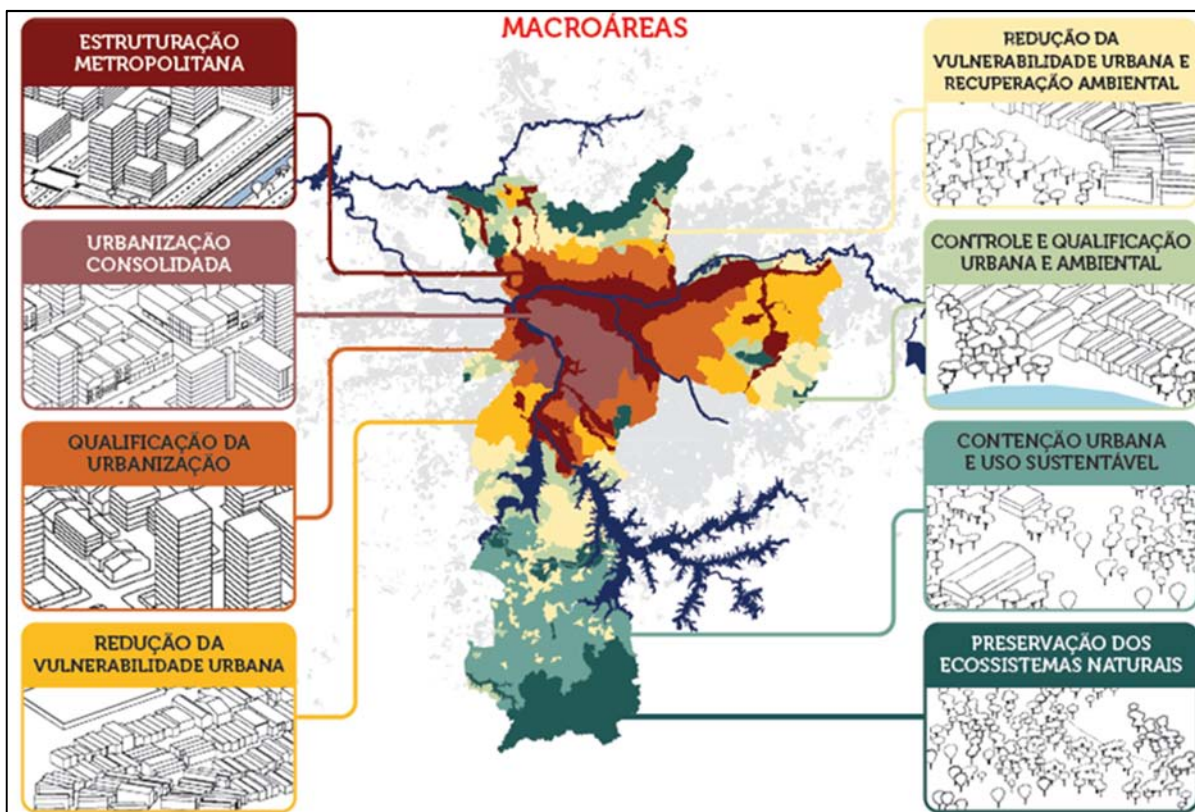 MACROÁREAS
ESTRUTURAÇÃO
METROPOLITANA
URBANIZAÇÃO
CONSOLIDADA
QUALIFICAÇÃO DA
URBANIZAÇÃO
REDUÇÃO DA
VULNERABILIDADE URBANA
REDUÇÃO DA
VULNERABILIDADE URBANA E
RECUPERAÇÃO AMBIENTAL
CONTROLE E QUALIFICAÇÃO
URBANA E AMBIENTAL
CONTENÇÃO URBANA
E USO SUSTENTÁVEL
PRESERVAÇÃO DOS
ECOSSISTEMAS NATURAIS